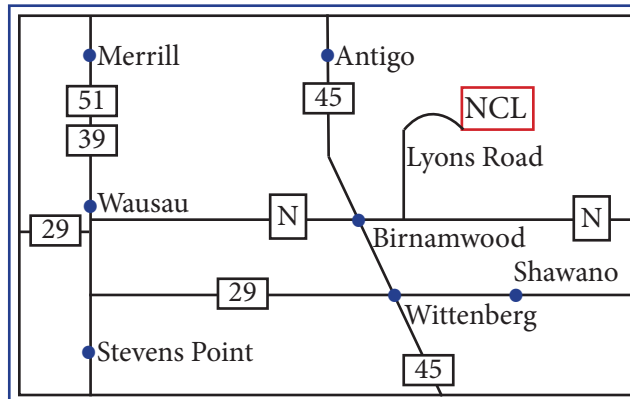 Merrill
Antigo
51
45
NCL
39
Lyons Road
Wausau
N
N
29
Birnamwood
Shawano
29
Wittenberg
Stevens Point
45